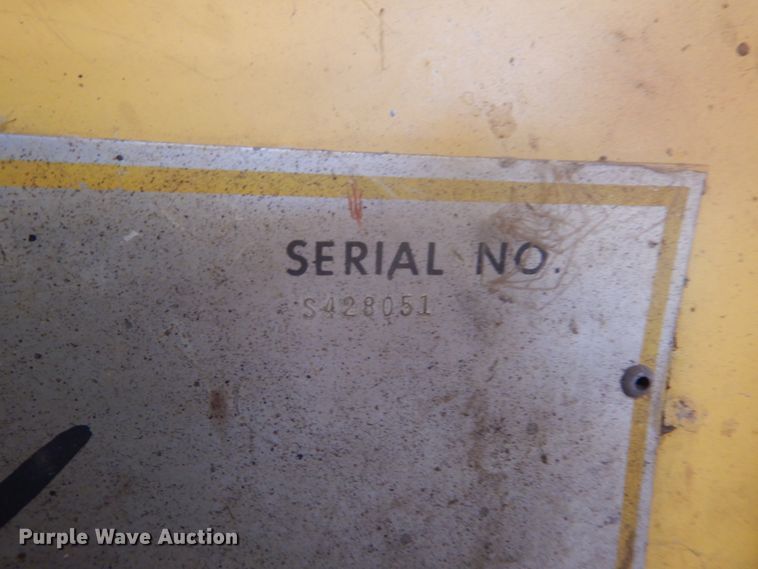 SERIAL NO.
S428051
Purple Wave Auction